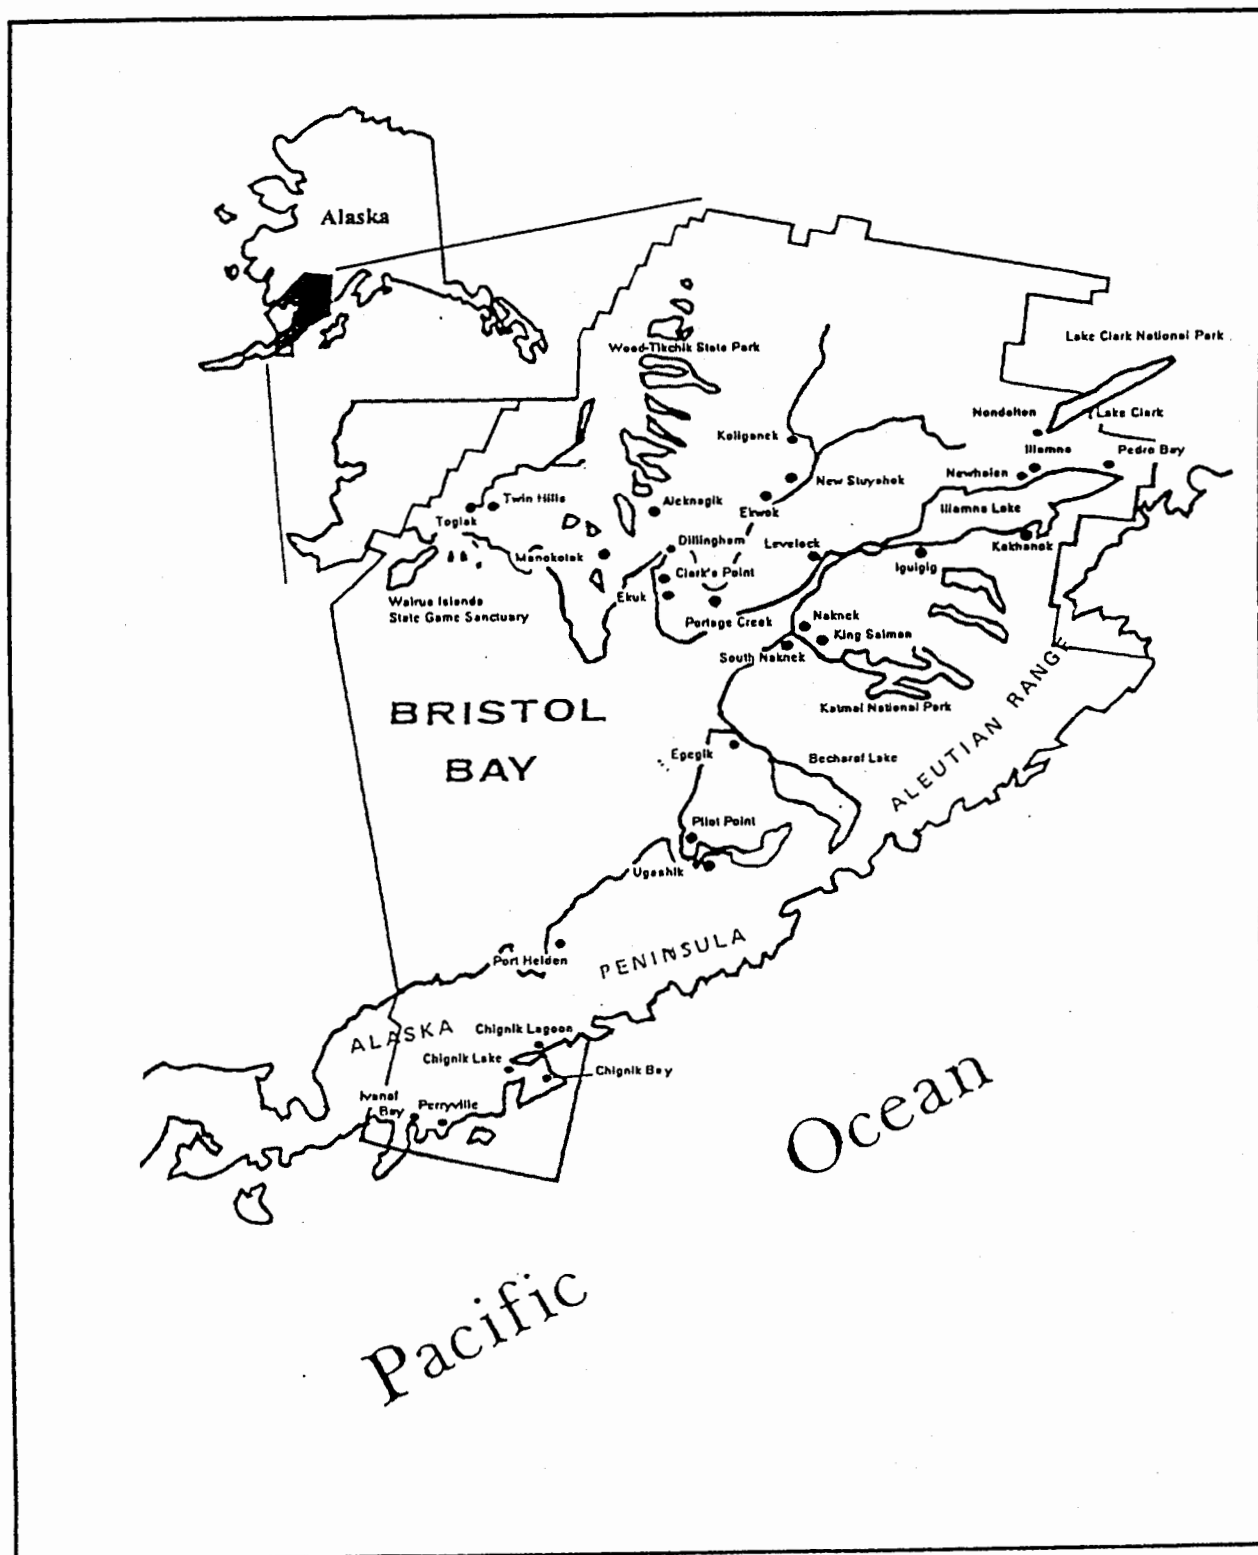 Alaska
Lake Clark National Park
Wood-Tikchik State Park
Nondalton
Lake Clark
Koliganek
Iliamna
Pedro Bay
Newhalen
New Stuyahok
Twin Hills
Aleknagik
Ekwok
Iliamna Lake
Togiak
Dillingham
Levelock
Kakhanok
Manokotak
Igiugig
Clark's Point
Walrus Islands
State Game Sanctuary
Ekuk
Portage Creek
Naknek
King Salmon
South Naknek
BRISTOL
BAY
Katmai National Park
Egegik
Becharof Lake
ALEUTIAN RANGE
Pilot Point
Ugashik
Port Heiden
PENINSULA
ALASKA
Chignik Lagoon
Chignik Lake
Chignik Bay
Ivanof
Bay
Perryville
Ocean
Pacific